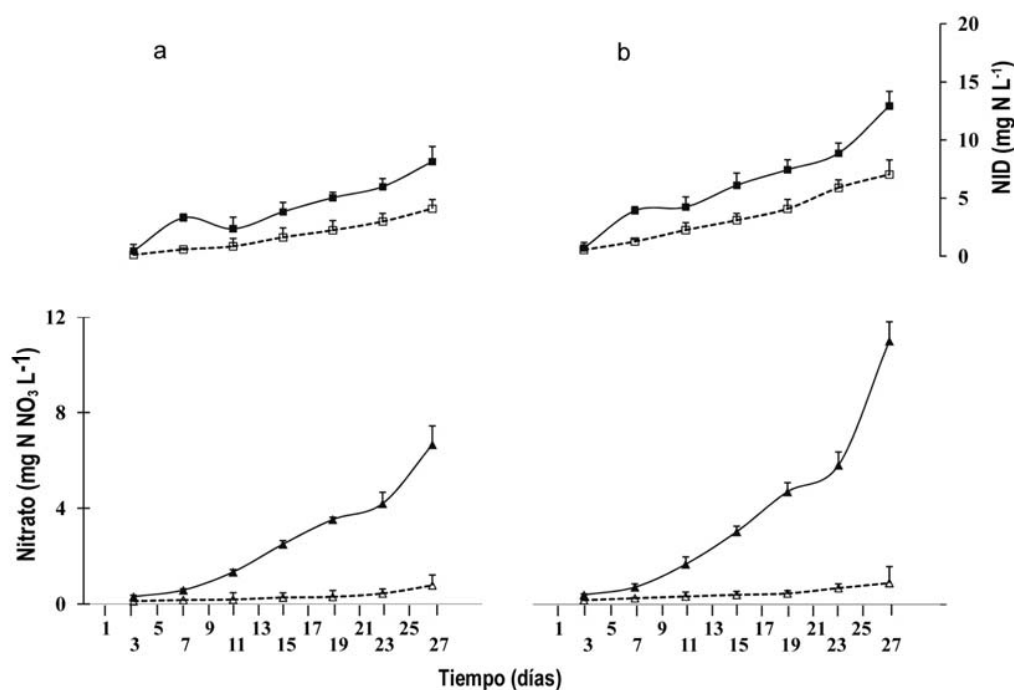 a
b
20
15
10
5
0
NID (mg N L⁻¹)
12
8
4
0
Nitrato (mg N NO₃ L⁻¹)
1 5 9 13 17 21 25
3 7 11 15 19 23 27
1 5 9 13 17 21 25
3 7 11 15 19 23 27
Tiempo (días)